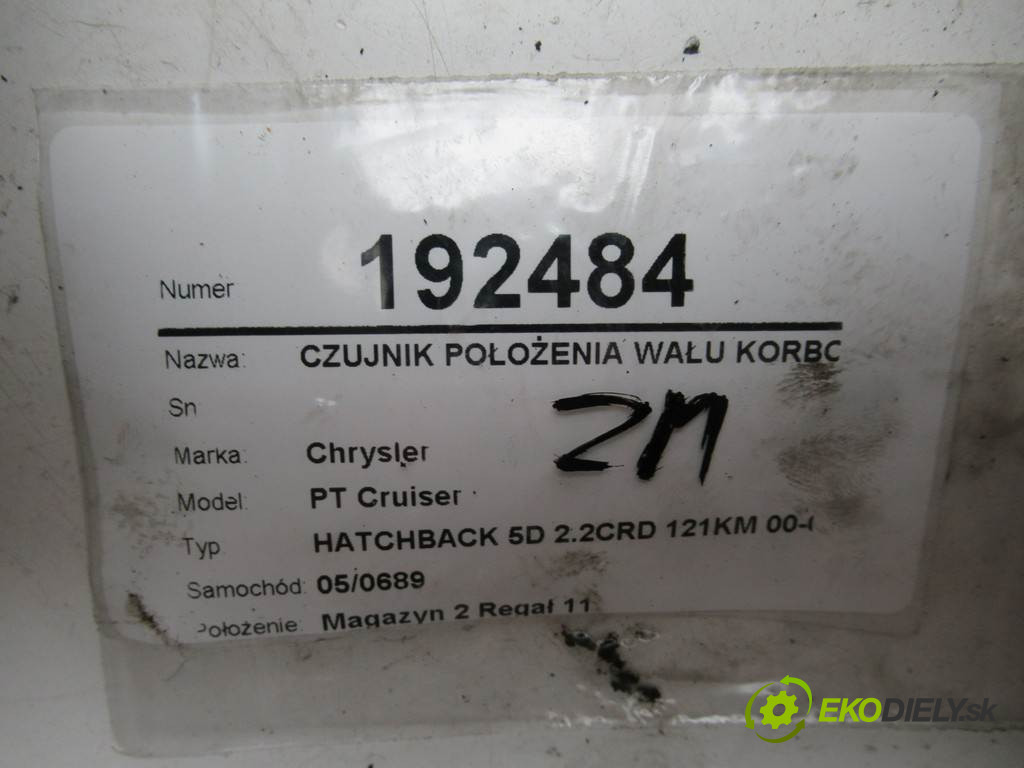 Numer 192484
Nazwa: CZUJNIK POŁOŻENIA WAŁU KORBO
Sn
ZM
Marka: Chrysler
Model: PT Cruiser
Typ HATCHBACK 5D 2.2CRD 121KM 00-
Samochód: 05/0689
Położenie: Magazyn 2 Regał 11
EKODIELY.sk